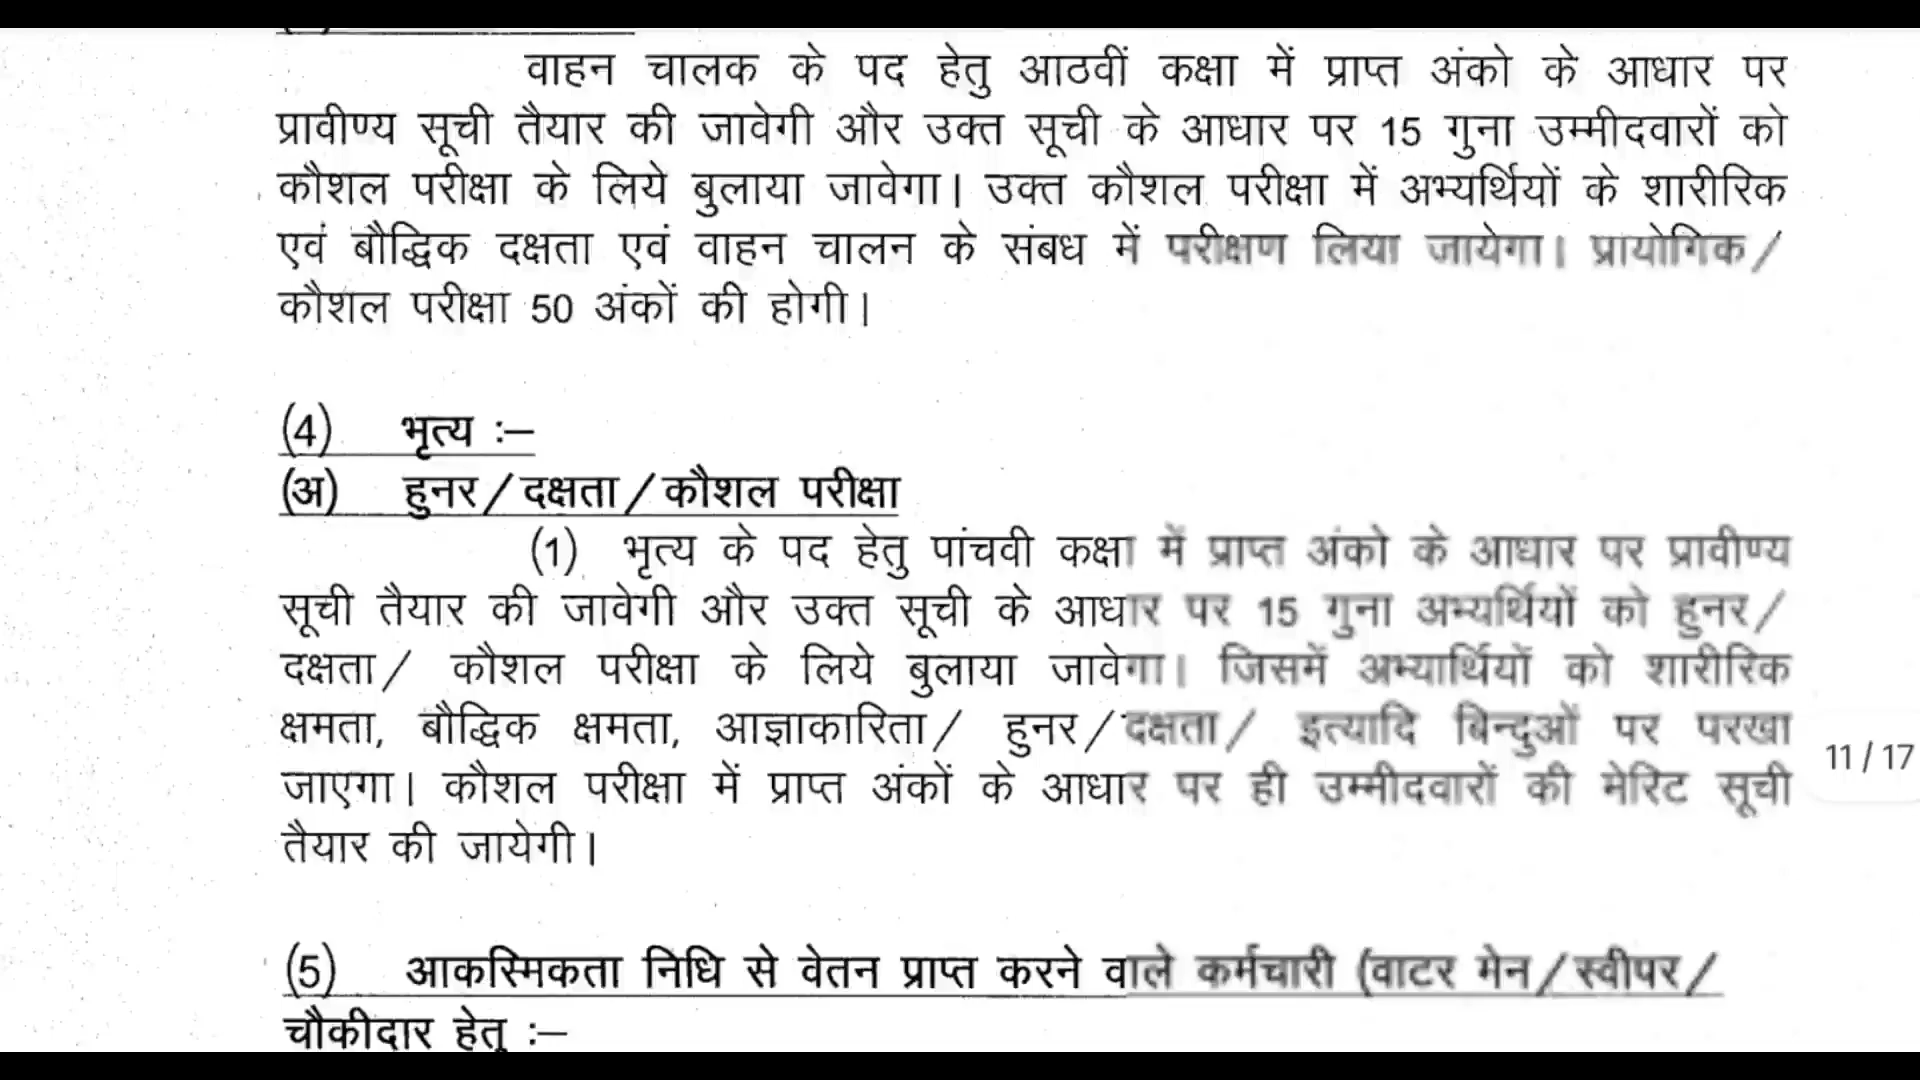 वाहन चालक के पद हेतु आठवीं कक्षा में प्राप्त अंको के आधार पर
प्रावीण्य सूची तैयार की जावेगी और उक्त सूची के आधार पर 15 गुना उम्मीदवारों को
कौशल परीक्षा के लिये बुलाया जावेगा। उक्त कौशल परीक्षा में अभ्यर्थियों के शारीरिक
एवं बौद्धिक दक्षता एवं वाहन चालन के संबध में परीक्षण लिया जायेगा। प्रायोगिक/
कौशल परीक्षा 50 अंकों की होगी।
(4) भृत्य :–
(अ) हुनर/दक्षता/कौशल परीक्षा
(1) भृत्य के पद हेतु पांचवी कक्षा में प्राप्त अंको के आधार पर प्रावीण्य
सूची तैयार की जावेगी और उक्त सूची के आधार पर 15 गुना अभ्यर्थियों को हुनर/
दक्षता/ कौशल परीक्षा के लिये बुलाया जावेगा। जिसमें अभ्यार्थियों को शारीरिक
क्षमता, बौद्धिक क्षमता, आज्ञाकारिता/ हुनर/दक्षता/ इत्यादि बिन्दुओं पर परखा
जाएगा। कौशल परीक्षा में प्राप्त अंकों के आधार पर ही उम्मीदवारों की मेरिट सूची
तैयार की जायेगी।
11/17
(5) आकस्मिकता निधि से वेतन प्राप्त करने वाले कर्मचारी (वाटर मेन/स्वीपर/
चौकीदार हेतु :–